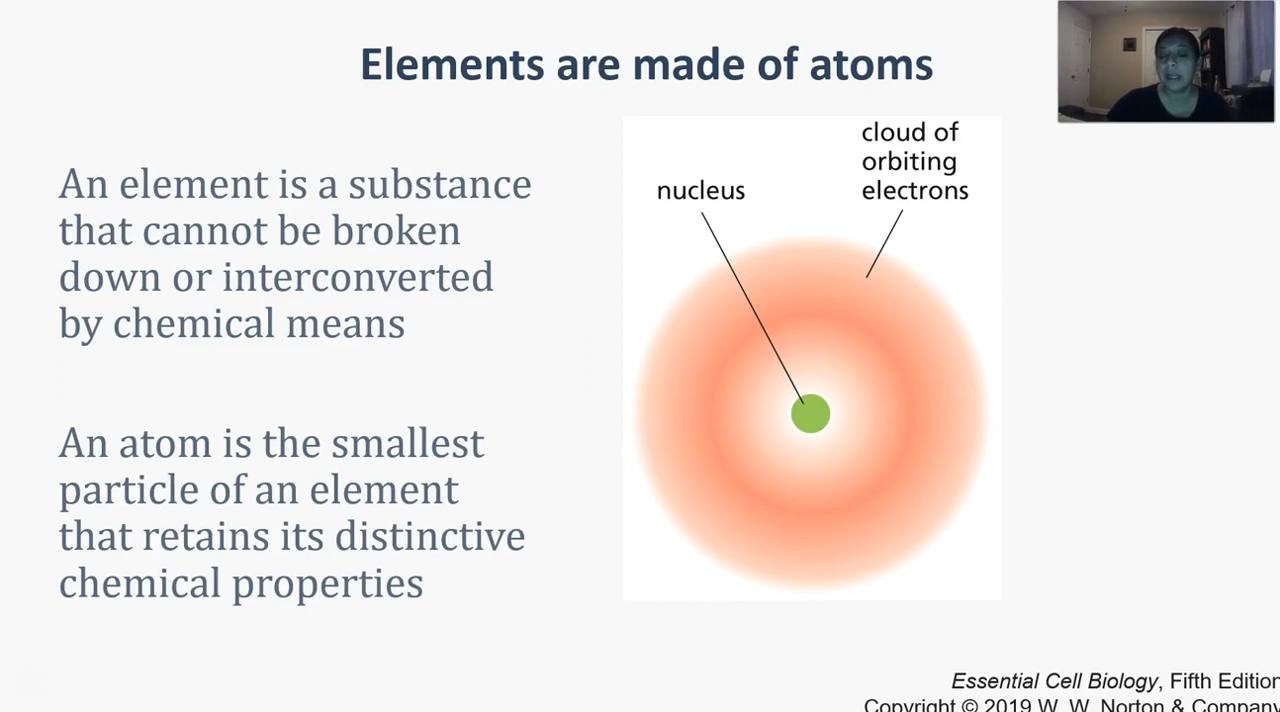 Elements are made of atoms
An element is a substance
that cannot be broken
down or interconverted
by chemical means
An atom is the smallest
particle of an element
that retains its distinctive
chemical properties
nucleus
cloud of
orbiting
electrons
Essential Cell Biology, Fifth Edition
Copyright © 2019 W. W. Norton & Company